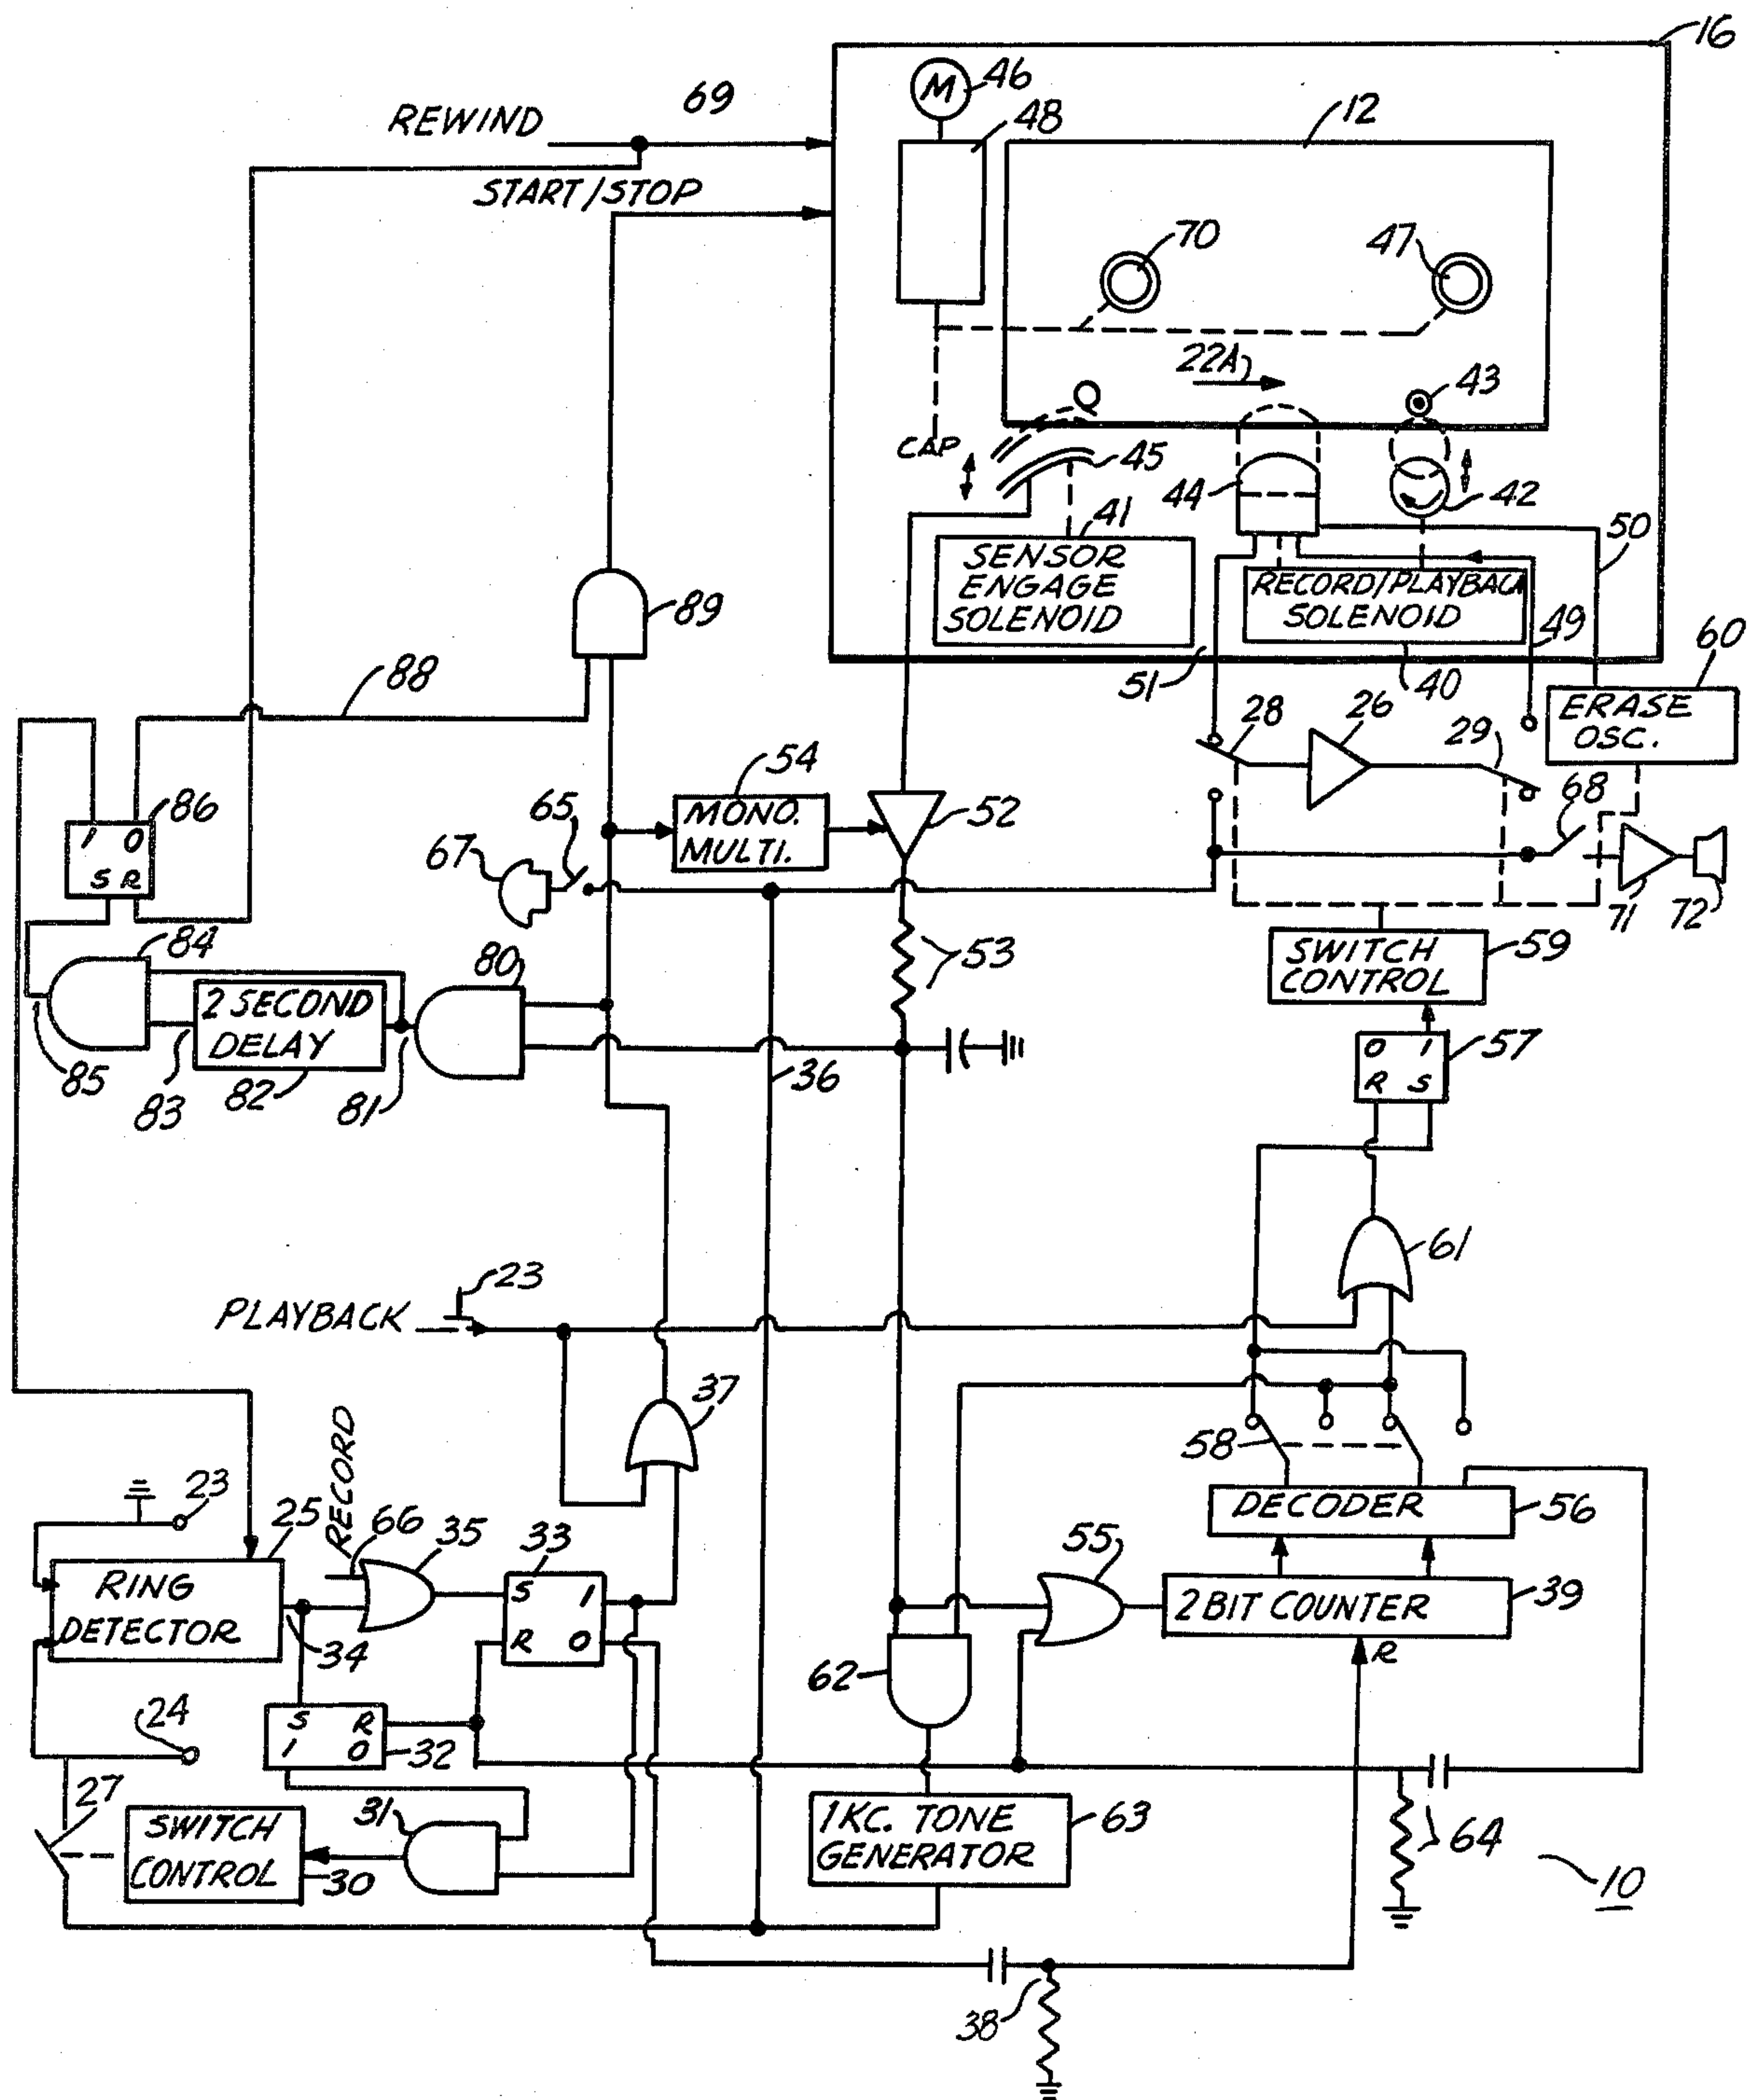 16
M
46
REWIND
69
48
12
START/STOP
70
47
22A
43
CAP
45
44
42
41
50
SENSOR
ENGAGE
SOLENOID
RECORD/PLAYBACK
SOLENOID
89
49
60
88
51
40
28
26
29
ERASE
OSC.
54
68
65
MONO.
MULTI.
52
86
1 0
S R
67
71
72
84
80
53
SWITCH
CONTROL
59
2 SECOND
DELAY
85
83
82
81
36
0 1
R S
57
61
23
PLAYBACK
37
58
RECORD
23
25
66
35
33
55
DECODER
56
RING
DETECTOR
S 1
R 0
2 BIT COUNTER
39
34
62
R
24
S R
1 0
32
27
31
1KC. TONE
GENERATOR
63
64
SWITCH
CONTROL
30
10
38